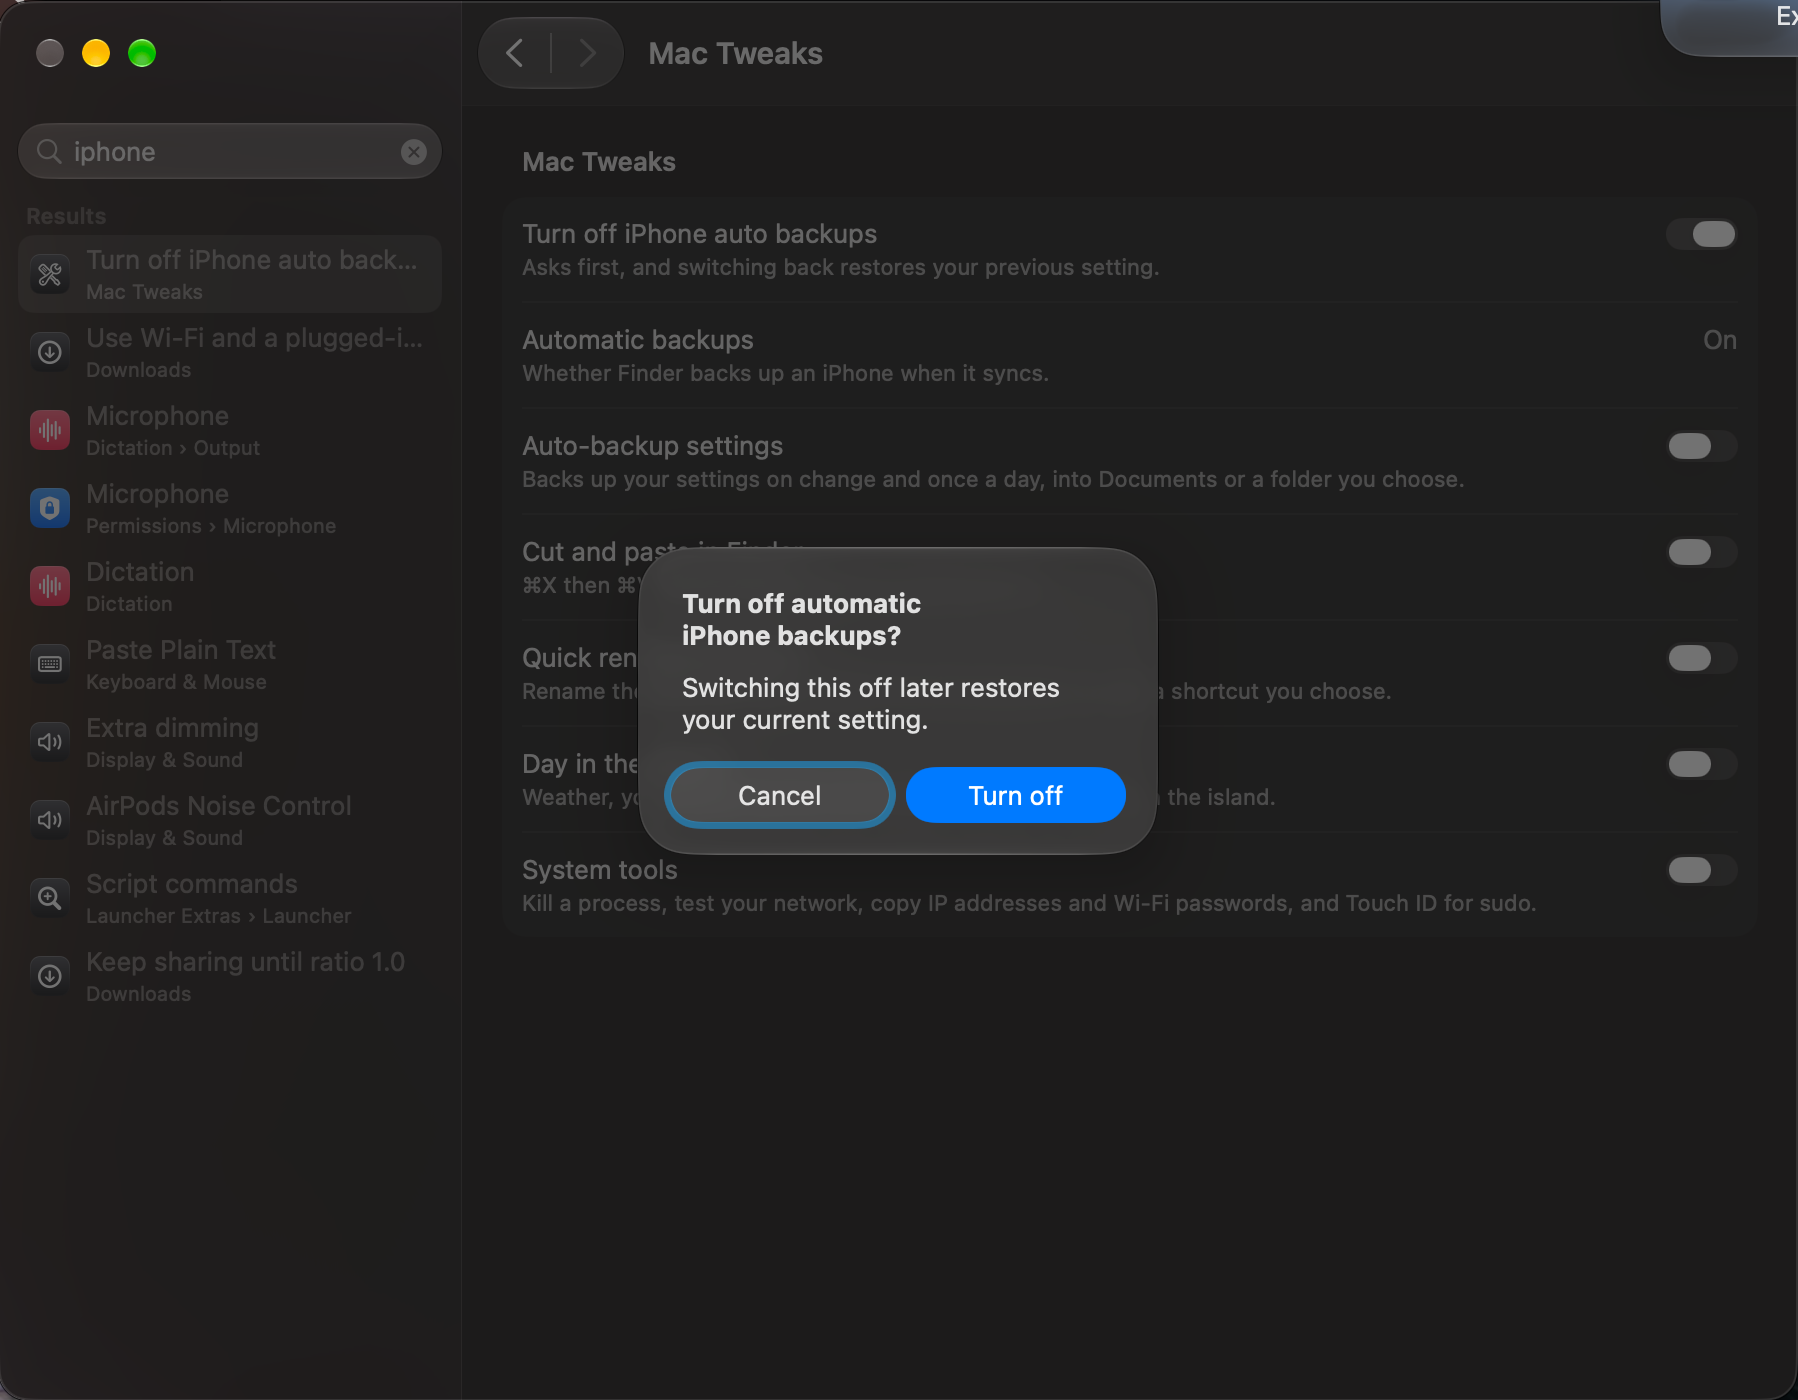 Mac Tweaks
iphone
Results
Turn off iPhone auto back...
Mac Tweaks
Use Wi-Fi and a plugged-i...
Downloads
Microphone
Dictation › Output
Microphone
Permissions › Microphone
Dictation
Dictation
Paste Plain Text
Keyboard & Mouse
Extra dimming
Display & Sound
AirPods Noise Control
Display & Sound
Script commands
Launcher Extras › Launcher
Keep sharing until ratio 1.0
Downloads
Mac Tweaks
Turn off iPhone auto backups
Asks first, and switching back restores your previous setting.
Automatic backups
On
Whether Finder backs up an iPhone when it syncs.
Auto-backup settings
Backs up your settings on change and once a day, into Documents or a folder you choose.
Cut and paste in Finder
⌘X then
Quick
Rename
a shortcut you choose.
Day in the
Weather,
the island.
System tools
Kill a process, test your network, copy IP addresses and Wi-Fi passwords, and Touch ID for sudo.
Turn off automatic
iPhone backups?
Switching this off later restores
your current setting.
Cancel
Turn off